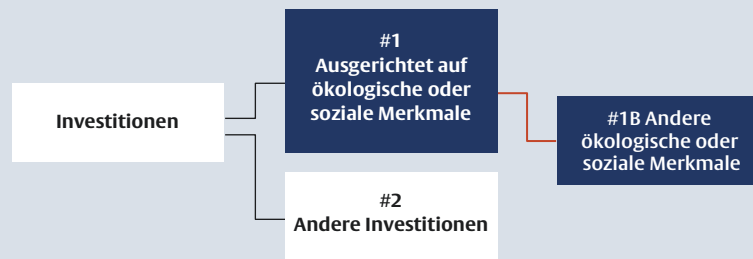 Investitionen
#1
Ausgerichtet auf
ökologische oder
soziale Merkmale
#1B Andere
ökologische oder
soziale Merkmale
#2
Andere Investitionen